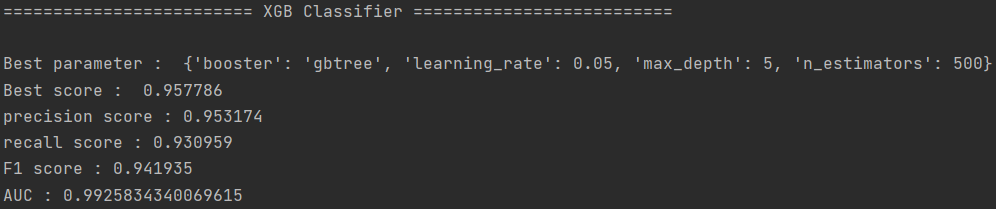 ========================== XGB Classifier ===========================
Best parameter :  {'booster': 'gbtree', 'learning_rate': 0.05, 'max_depth': 5, 'n_estimators': 500}
Best score :  0.957786
precision score : 0.953174
recall score : 0.930959
F1 score : 0.941935
AUC : 0.9925834340069615